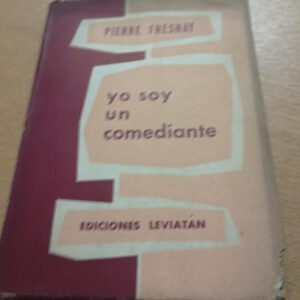 PIERRE FRESNAY
yo soy
un
comediante
EDICIONES LEVIATÁN